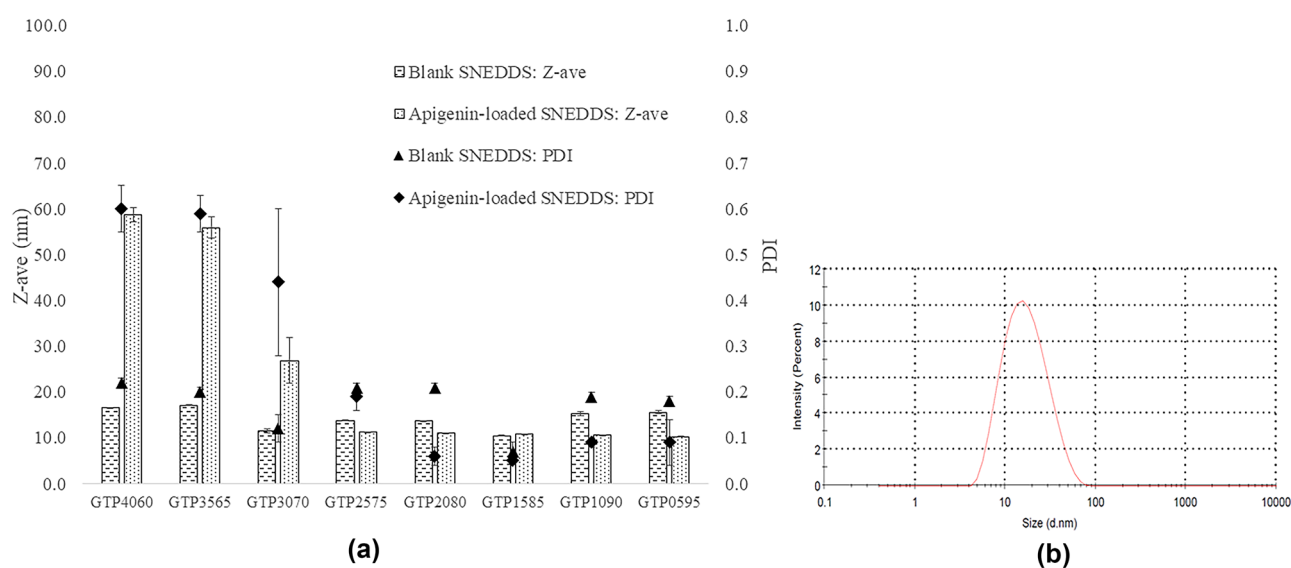 100.0
90.0
80.0
70.0
60.0
50.0
40.0
30.0
20.0
10.0
0.0
Z-ave (nm)
Blank SNEDDS: Z-ave
Apigenin-loaded SNEDDS: Z-ave
Blank SNEDDS: PDI
Apigenin-loaded SNEDDS: PDI
1.0
0.9
0.8
0.7
0.6
0.5
0.4
0.3
0.2
0.1
0.0
PDI
GTP4060 GTP3565 GTP3070 GTP2575 GTP2080 GTP1585 GTP1090 GTP0595
(a)
12
10
8
6
4
2
0
Intensity (Percent)
0.1 1 10 100 1000 10000
Size (d.nm)
(b)